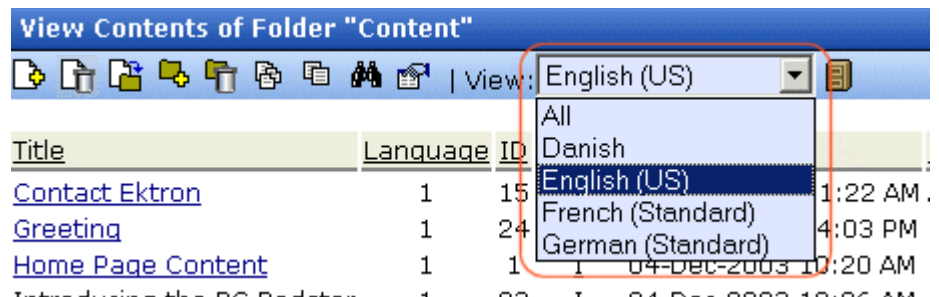 View Contents of Folder "Content"
| View: English (US)
All
Danish
English (US)
French (Standard)
German (Standard)
Title Language ID
Contact Ektron 1 15 1:22 AM
Greeting 1 24 4:03 PM
Home Page Content 1 1 I 04-Dec-2003 10:20 AM